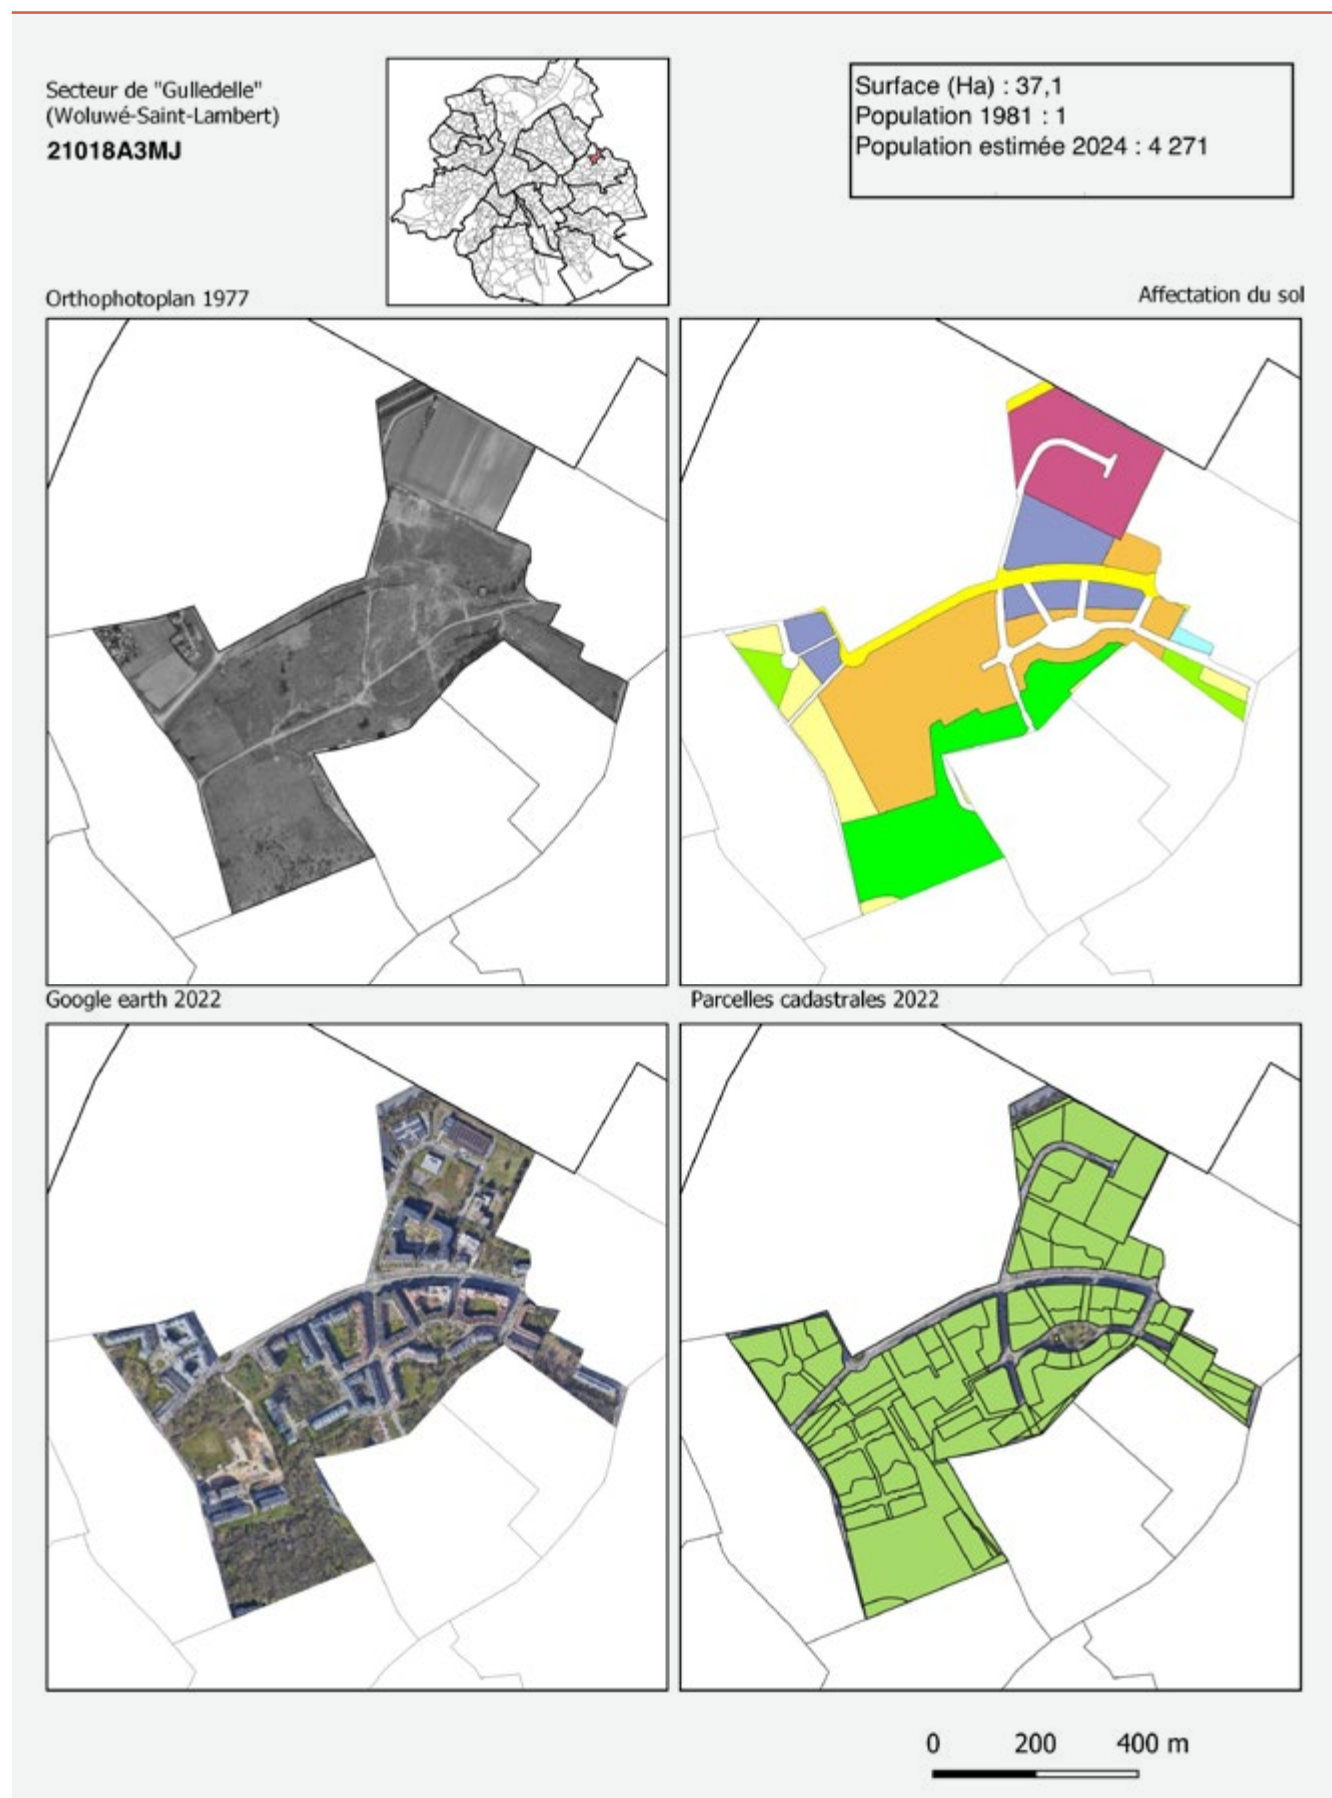 Secteur de "Gulledelle"
(Woluwé-Saint-Lambert)
21018A3MJ
Surface (Ha) : 37,1
Population 1981 : 1
Population estimée 2024 : 4 271
Orthophotoplan 1977
Affectation du sol
Google earth 2022
Parcelles cadastrales 2022
0 200 400 m